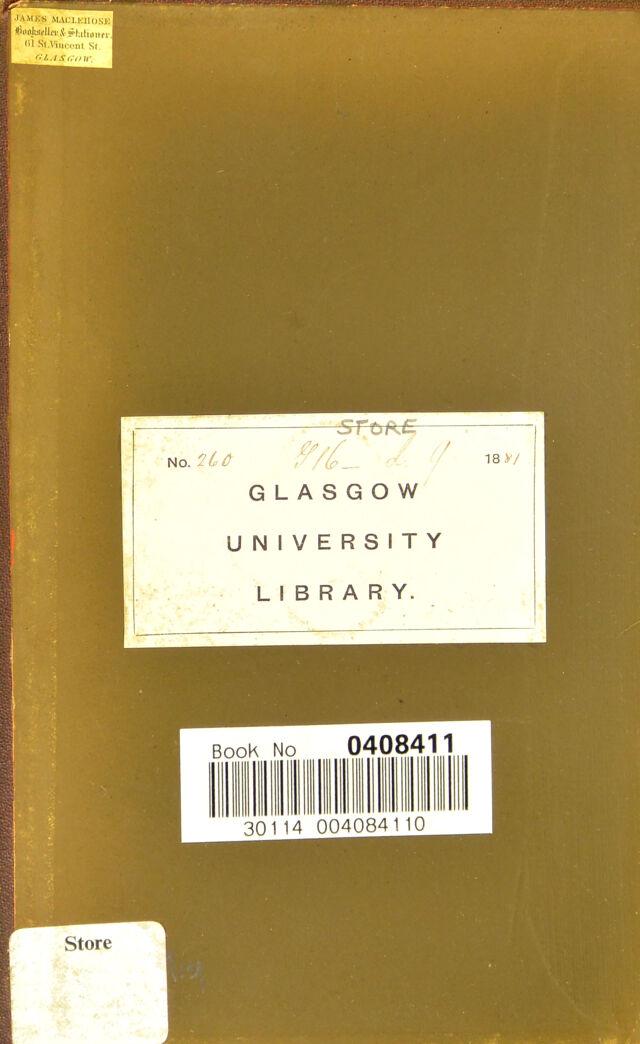 JAMES MACLEHOSE
Bookseller & Stationer.
61 St. Vincent St.
GLASGOW.
STORE
No. 260 1881
GLASGOW
UNIVERSITY
LIBRARY.
Book No 0408411
30114 004084110
Store